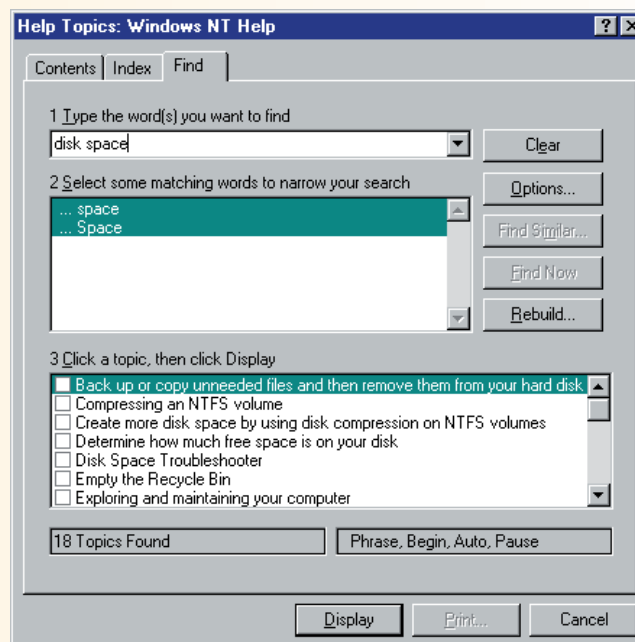 Help Topics: Windows NT Help
Contents Index Find
1 Type the word(s) you want to find
disk space
Clear
2 Select some matching words to narrow your search
Options...
... space
... Space
Find Similar...
Find Now
Rebuild...
3 Click a topic, then click Display
Back up or copy unneeded files and then remove them from your hard disk
Compressing an NTFS volume
Create more disk space by using disk compression on NTFS volumes
Determine how much free space is on your disk
Disk Space Troubleshooter
Empty the Recycle Bin
Exploring and maintaining your computer
18 Topics Found
Phrase, Begin, Auto, Pause
Display Print... Cancel